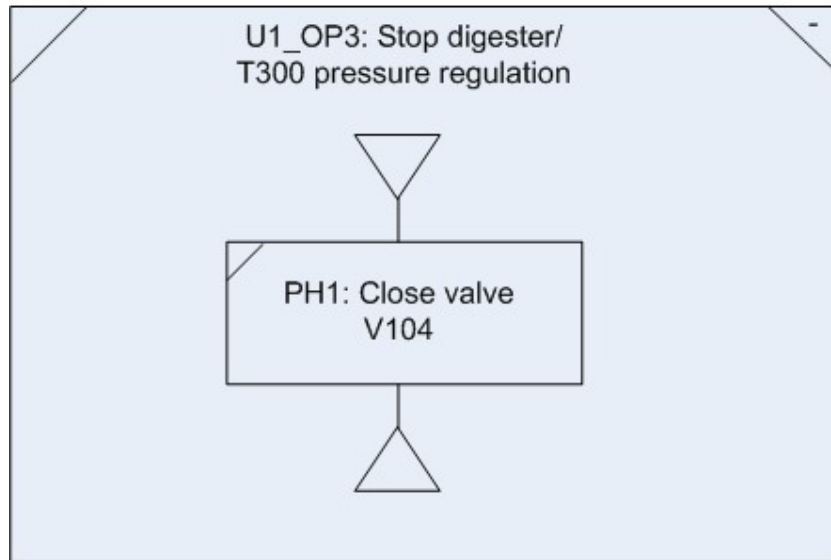 -
U1_OP3: Stop digester/
T300 pressure regulation
PH1: Close valve
V104